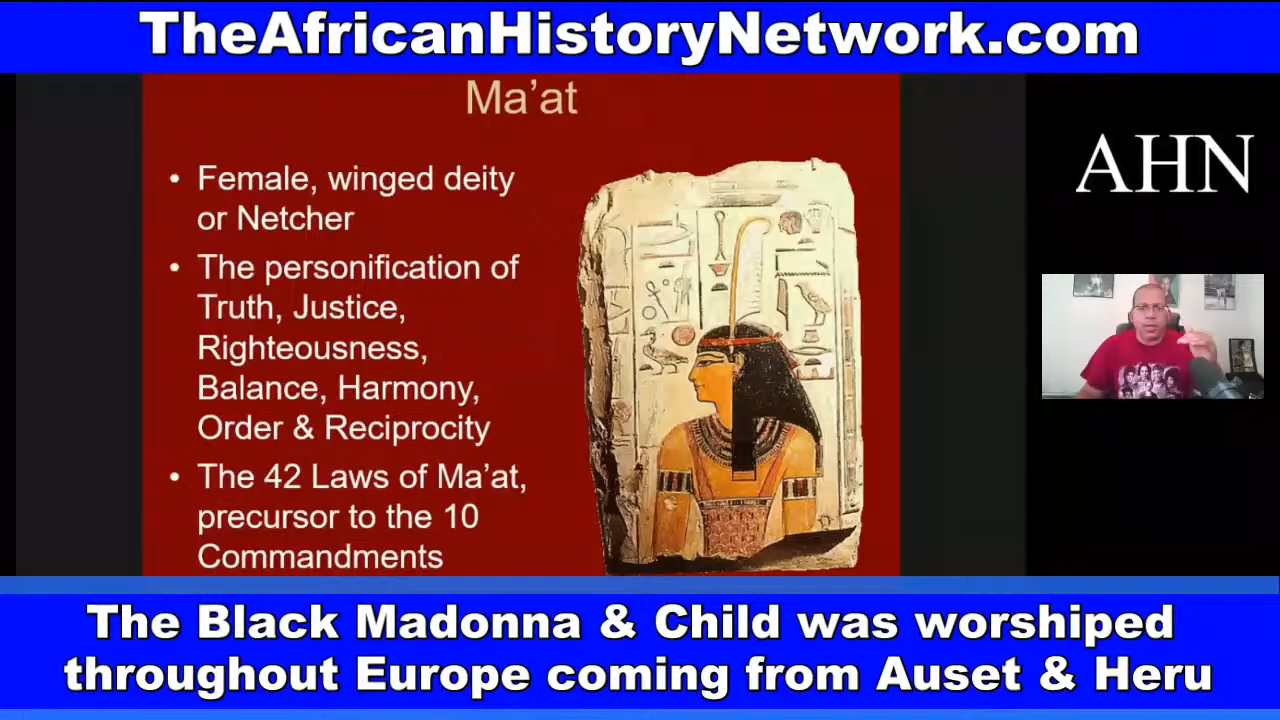 TheAfricanHistoryNetwork.com
Ma’at
AHN
• Female, winged deity
or Netcher
• The personification of
Truth, Justice,
Righteousness,
Balance, Harmony,
Order & Reciprocity
• The 42 Laws of Ma’at,
precursor to the 10
Commandments
The Black Madonna & Child was worshiped
throughout Europe coming from Auset & Heru